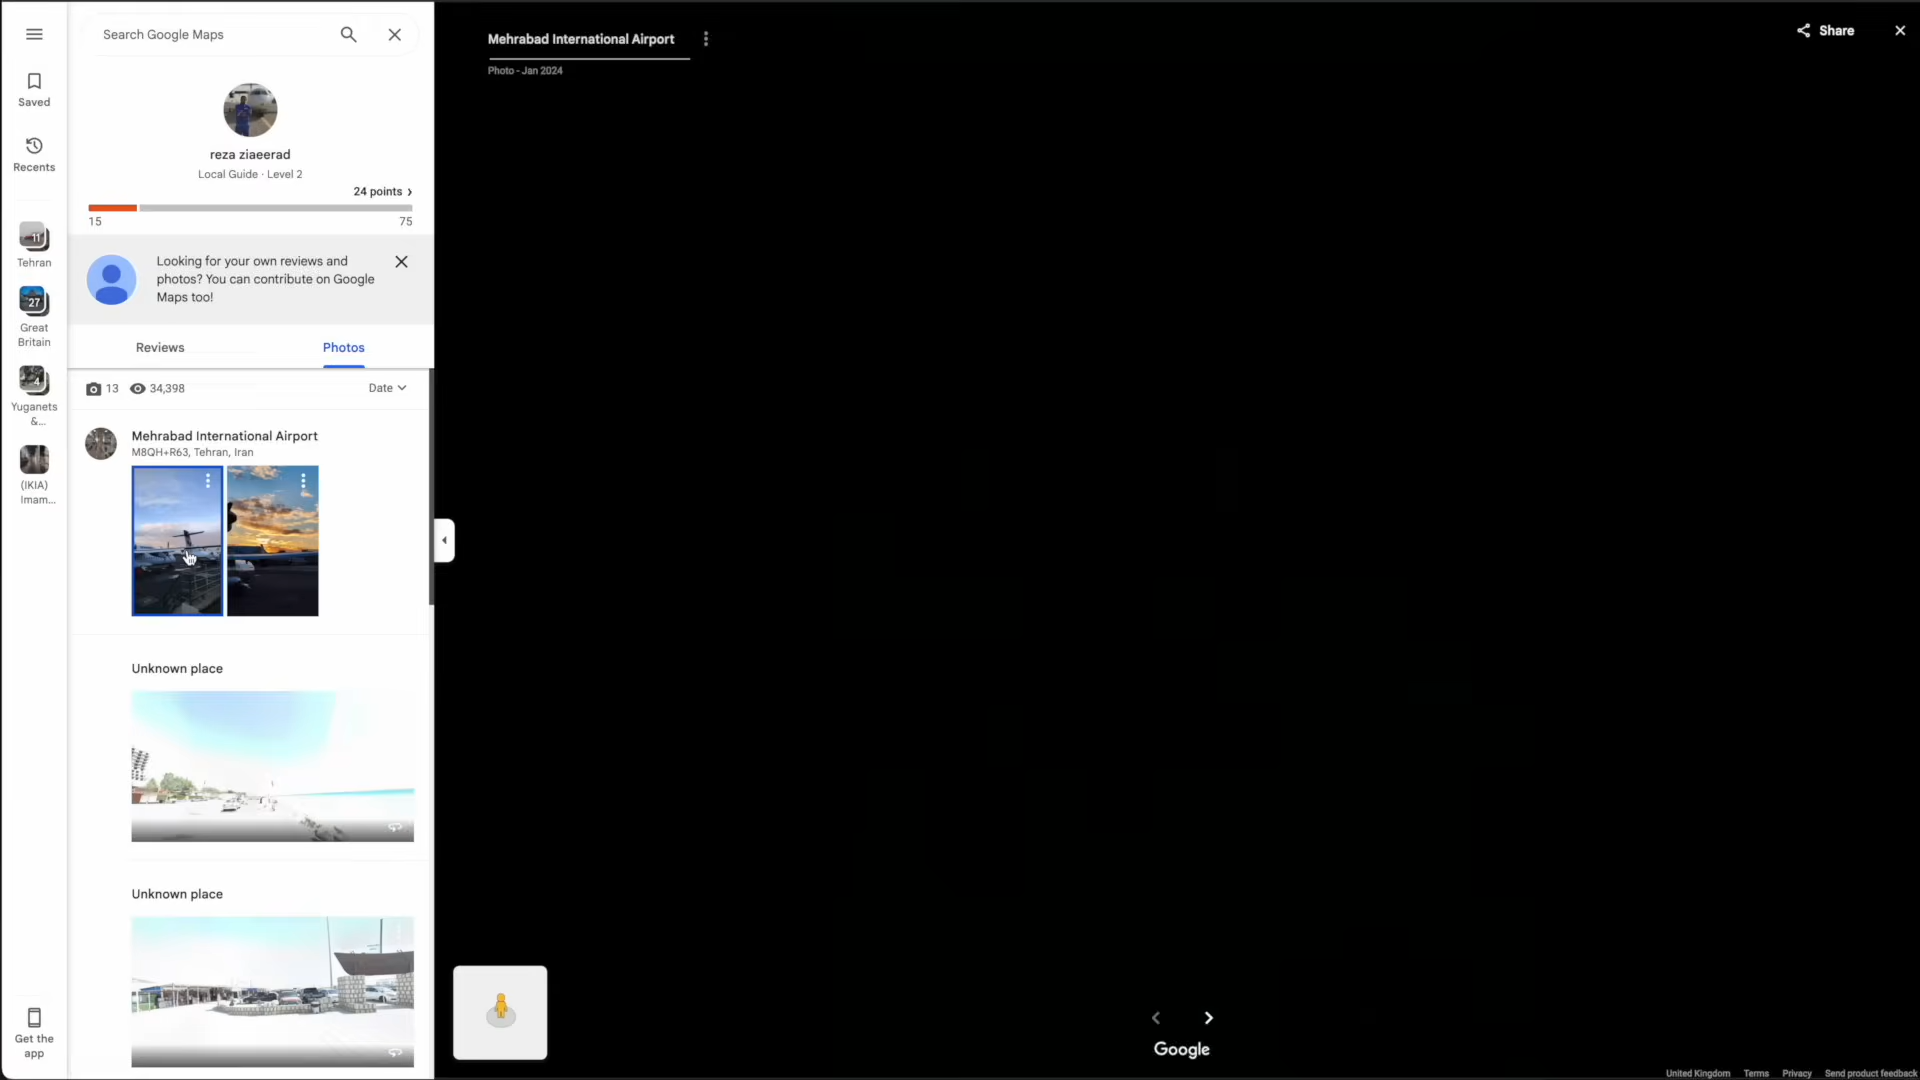 Search Google Maps
Saved
Recents
11
Tehran
27
Great
Britain
4
Yuganets
&...
(IKIA)
Imam...
Get the
app
reza ziaeerad
Local Guide · Level 2
24 points ›
15
75
Looking for your own reviews and
photos? You can contribute on Google
Maps too!
Reviews
Photos
13
34,398
Date
Mehrabad International Airport
M8QH+R63, Tehran, Iran
Unknown place
Unknown place
Mehrabad International Airport
Photo - Jan 2024
Share
Google
United Kingdom
Terms
Privacy
Send product feedback